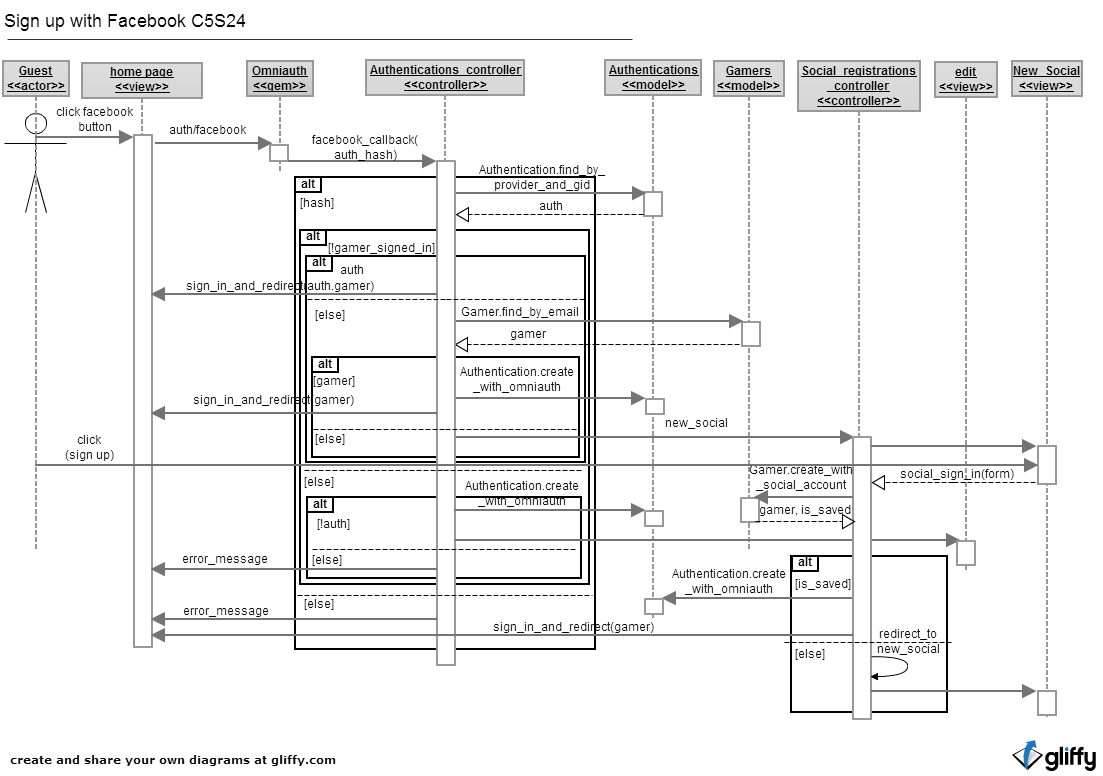 Sign up with Facebook C5S24
Guest
<<actor>>
home page
<<view>>
Omniauth
<<gem>>
Authentications_controller
<<controller>>
Authentications
<<model>>
Gamers
<<model>>
Social_registrations
_controller
<<controller>>
edit
<<view>>
New_Social
<<view>>
click facebook
button
auth/facebook
facebook_callback(
auth_hash)
Authentication.find_by_
provider_and_gid
alt
[hash]
auth
alt
[!gamer_signed_in]
alt
auth
sign_in_and_redirect(auth.gamer)
[else]
Gamer.find_by_email
gamer
alt
[gamer]
Authentication.create
_with_omniauth
sign_in_and_redirect(gamer)
[else]
new_social
click
(sign up)
[else]
Gamer.create_with
_social_account
social_sign_in(form)
Authentication.create
_with_omniauth
alt
[!auth]
gamer, is_saved
[else]
error_message
alt
[is_saved]
Authentication.create
_with_omniauth
[else]
error_message
sign_in_and_redirect(gamer)
redirect_to
new_social
[else]
create and share your own diagrams at gliffy.com
gliffy